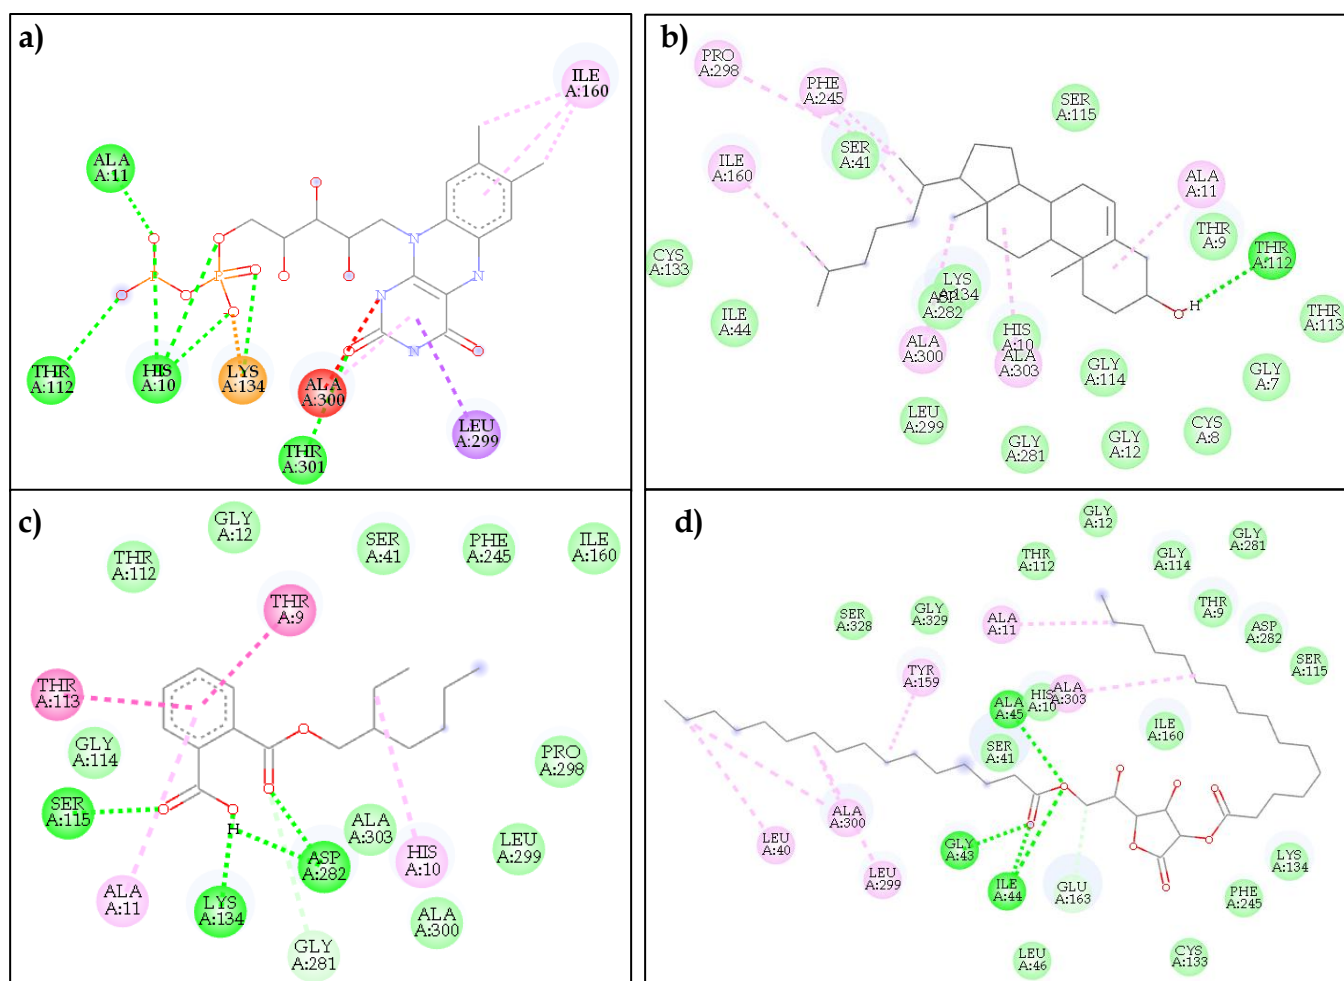 a)
ILE
A:160
ALA
A:11
O
O
O
O
O
P
P
O
O
O
O
O
N
N
N
N
O
O
THR
A:112
HIS
A:10
LYS
A:134
ALA
A:300
THR
A:301
LEU
A:299
b)
PRO
A:298
PHE
A:245
SER
A:115
SER
A:41
ILE
A:160
ALA
A:11
THR
A:9
THR
A:112
CYS
A:133
LYS
A:134
ASP
A:282
H
O
ILE
A:44
THR
A:113
HIS
A:10
ALA
A:300
ALA
A:303
GLY
A:114
GLY
A:7
LEU
A:299
GLY
A:281
GLY
A:12
CYS
A:8
c)
GLY
A:12
THR
A:112
SER
A:41
PHE
A:245
ILE
A:160
THR
A:9
THR
A:113
O
GLY
A:114
PRO
A:298
O
SER
A:115
O
O
H
ALA
A:303
ASP
A:282
HIS
A:10
LEU
A:299
ALA
A:11
LYS
A:134
ALA
A:300
GLY
A:281
d)
GLY
A:12
GLY
A:281
THR
A:112
GLY
A:114
SER
A:328
GLY
A:329
ALA
A:11
THR
A:9
ASP
A:282
SER
A:115
TYR
A:159
HIS
A:10
ALA
A:303
ALA
A:45
ILE
A:160
SER
A:41
O
O
O
O
O
O
O
O
LEU
A:40
ALA
A:300
LEU
A:299
GLY
A:43
ILE
A:44
GLU
A:163
LYS
A:134
PHE
A:245
LEU
A:46
CYS
A:133